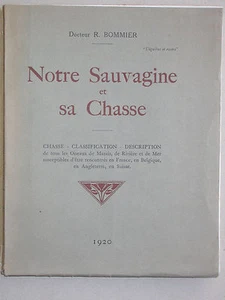 Docteur R. ROMMIER
Notre Sauvagine
et
sa Chasse
CHASSE - CLASSIFICATION - DESCRIPTION
de tous les Oiseaux de Marais, de Rivière et de Mer
susceptibles d'être rencontrés en France, en Belgique,
en Angleterre, en Suisse.
1920